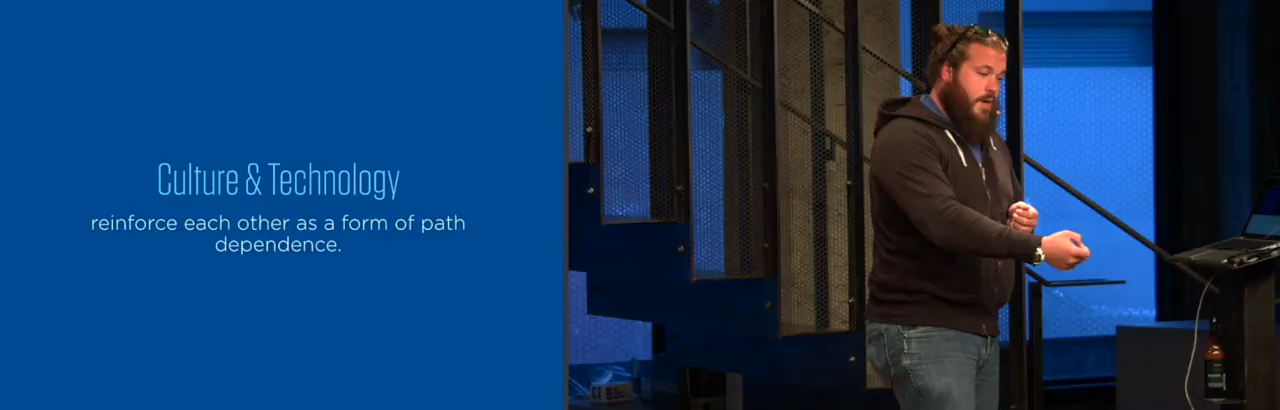 Culture & Technology
reinforce each other as a form of path
dependence.